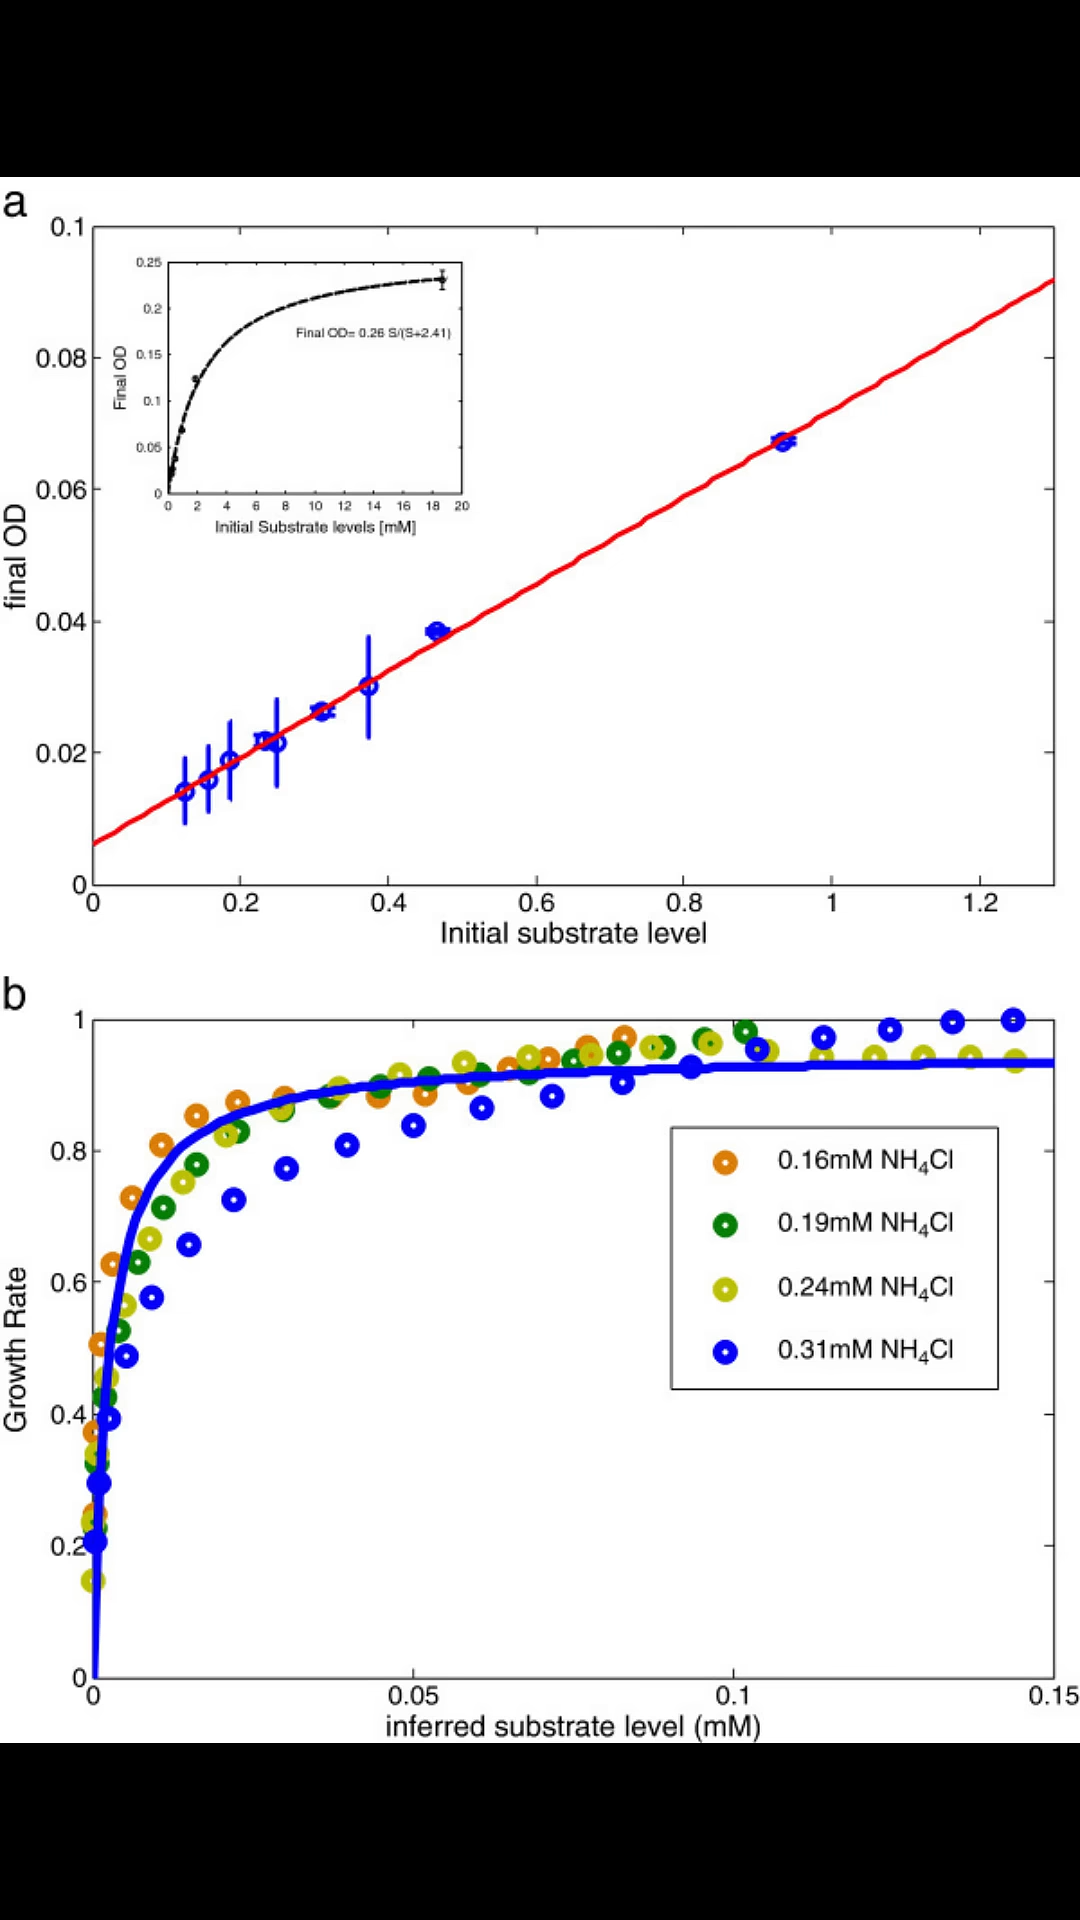 a
0.1
0.08
0.06
0.04
0.02
0
final OD
0 0.2 0.4 0.6 0.8 1 1.2
Initial substrate level
0.25
0.2
0.15
0.1
0.05
0
Final OD
Final OD= 0.26 S/(S+2.41)
0 2 4 6 8 10 12 14 16 18 20
Initial Substrate levels [mM]
b
1
0.8
0.6
0.4
0.2
0
Growth Rate
0.16mM NH₄Cl
0.19mM NH₄Cl
0.24mM NH₄Cl
0.31mM NH₄Cl
0 0.05 0.1 0.15
inferred substrate level (mM)